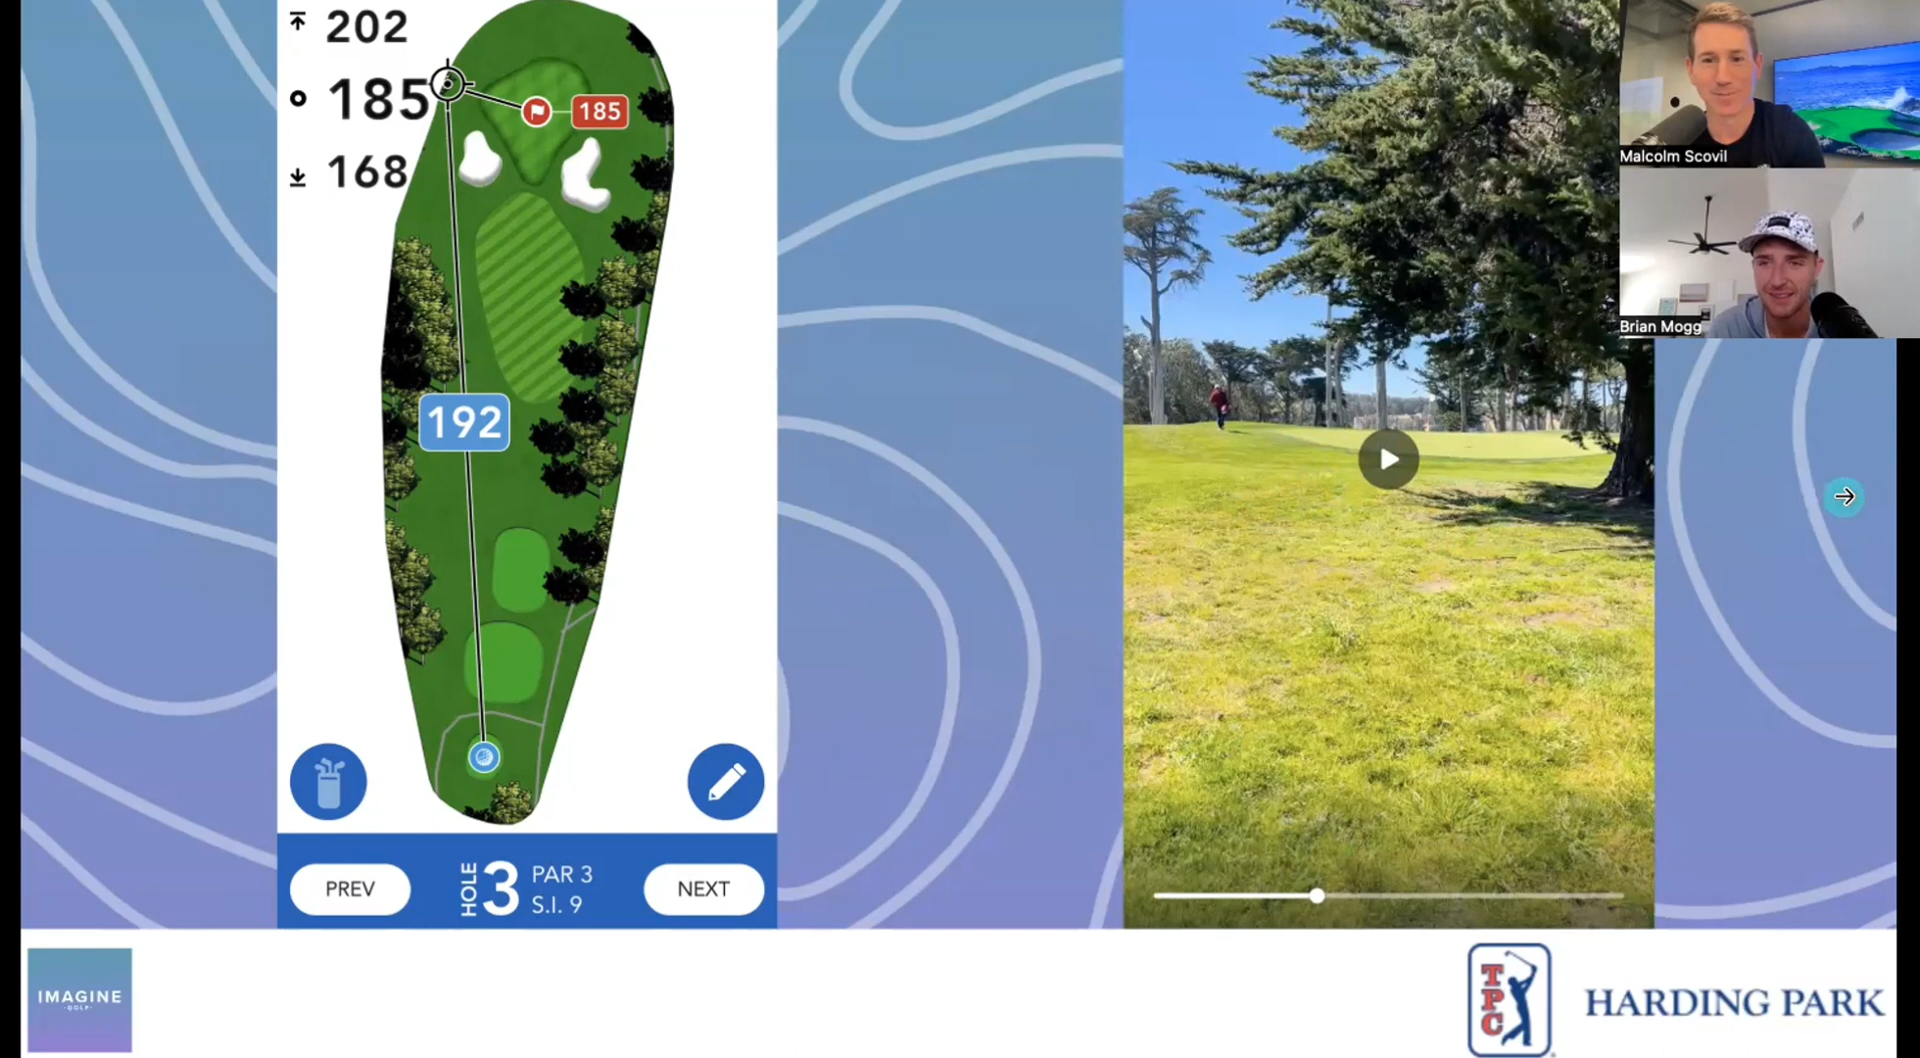 202
185
168
185
192
PREV
HOLE
3
PAR 3
S.I. 9
NEXT
Malcolm Scovil
Brian Mogg
IMAGINE
-GOLF-
TPC
HARDING PARK